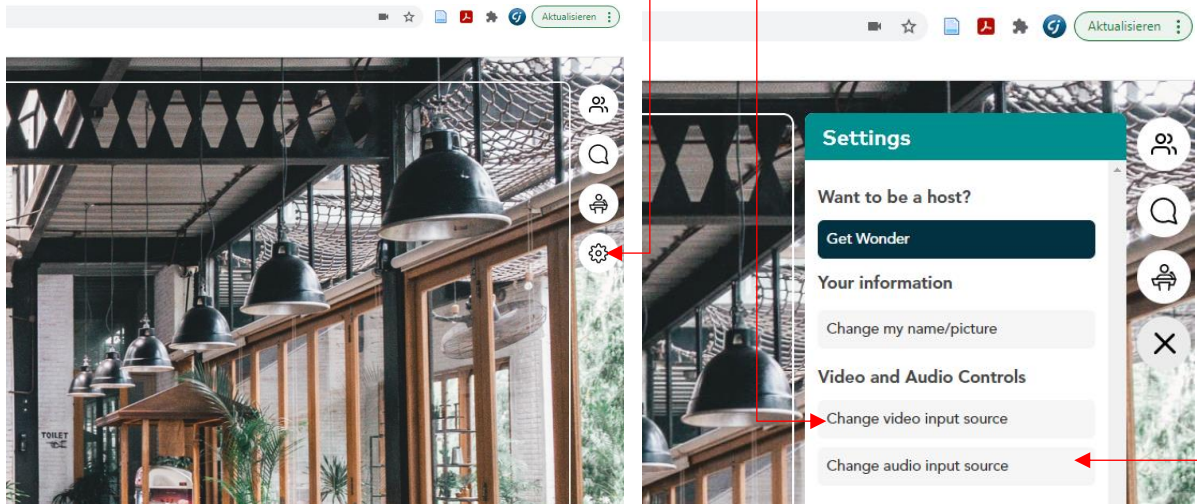 Aktualisieren
TOILET
Aktualisieren
Settings
Want to be a host?
Get Wonder
Your information
Change my name/picture
Video and Audio Controls
Change video input source
Change audio input source